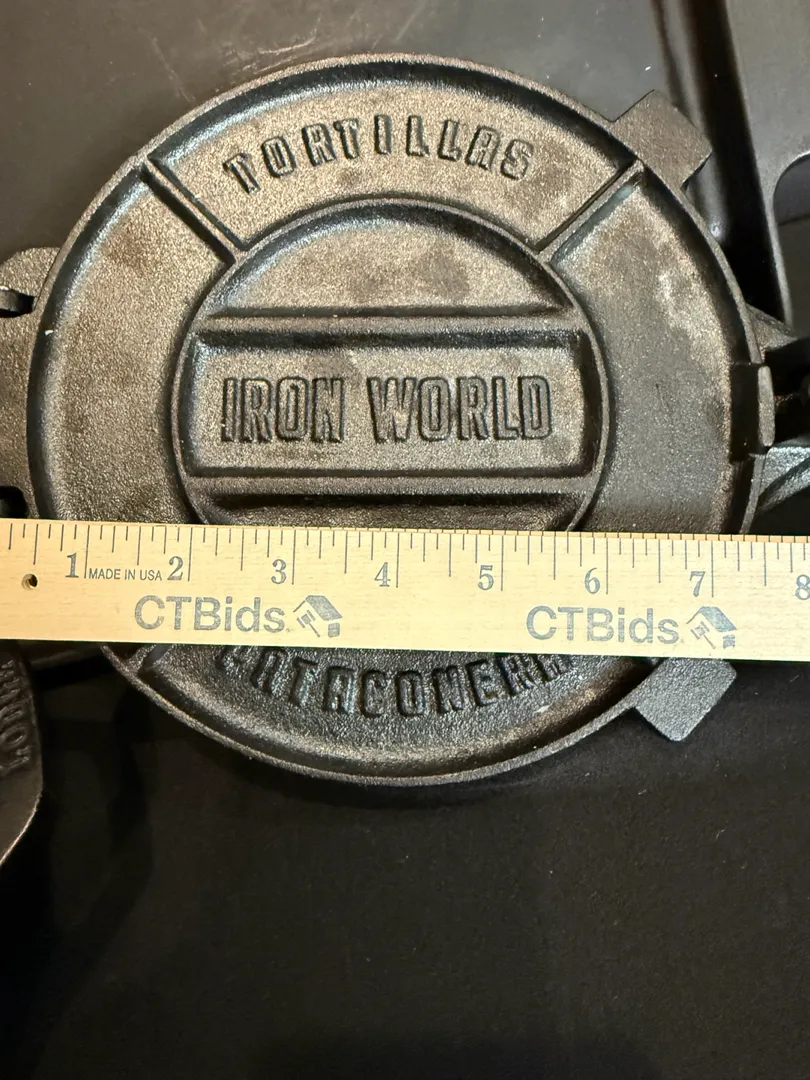 TORTILLAS
IRON WORLD
1 2 3 4 5 6 7 8
MADE IN USA
CTBids CTBids